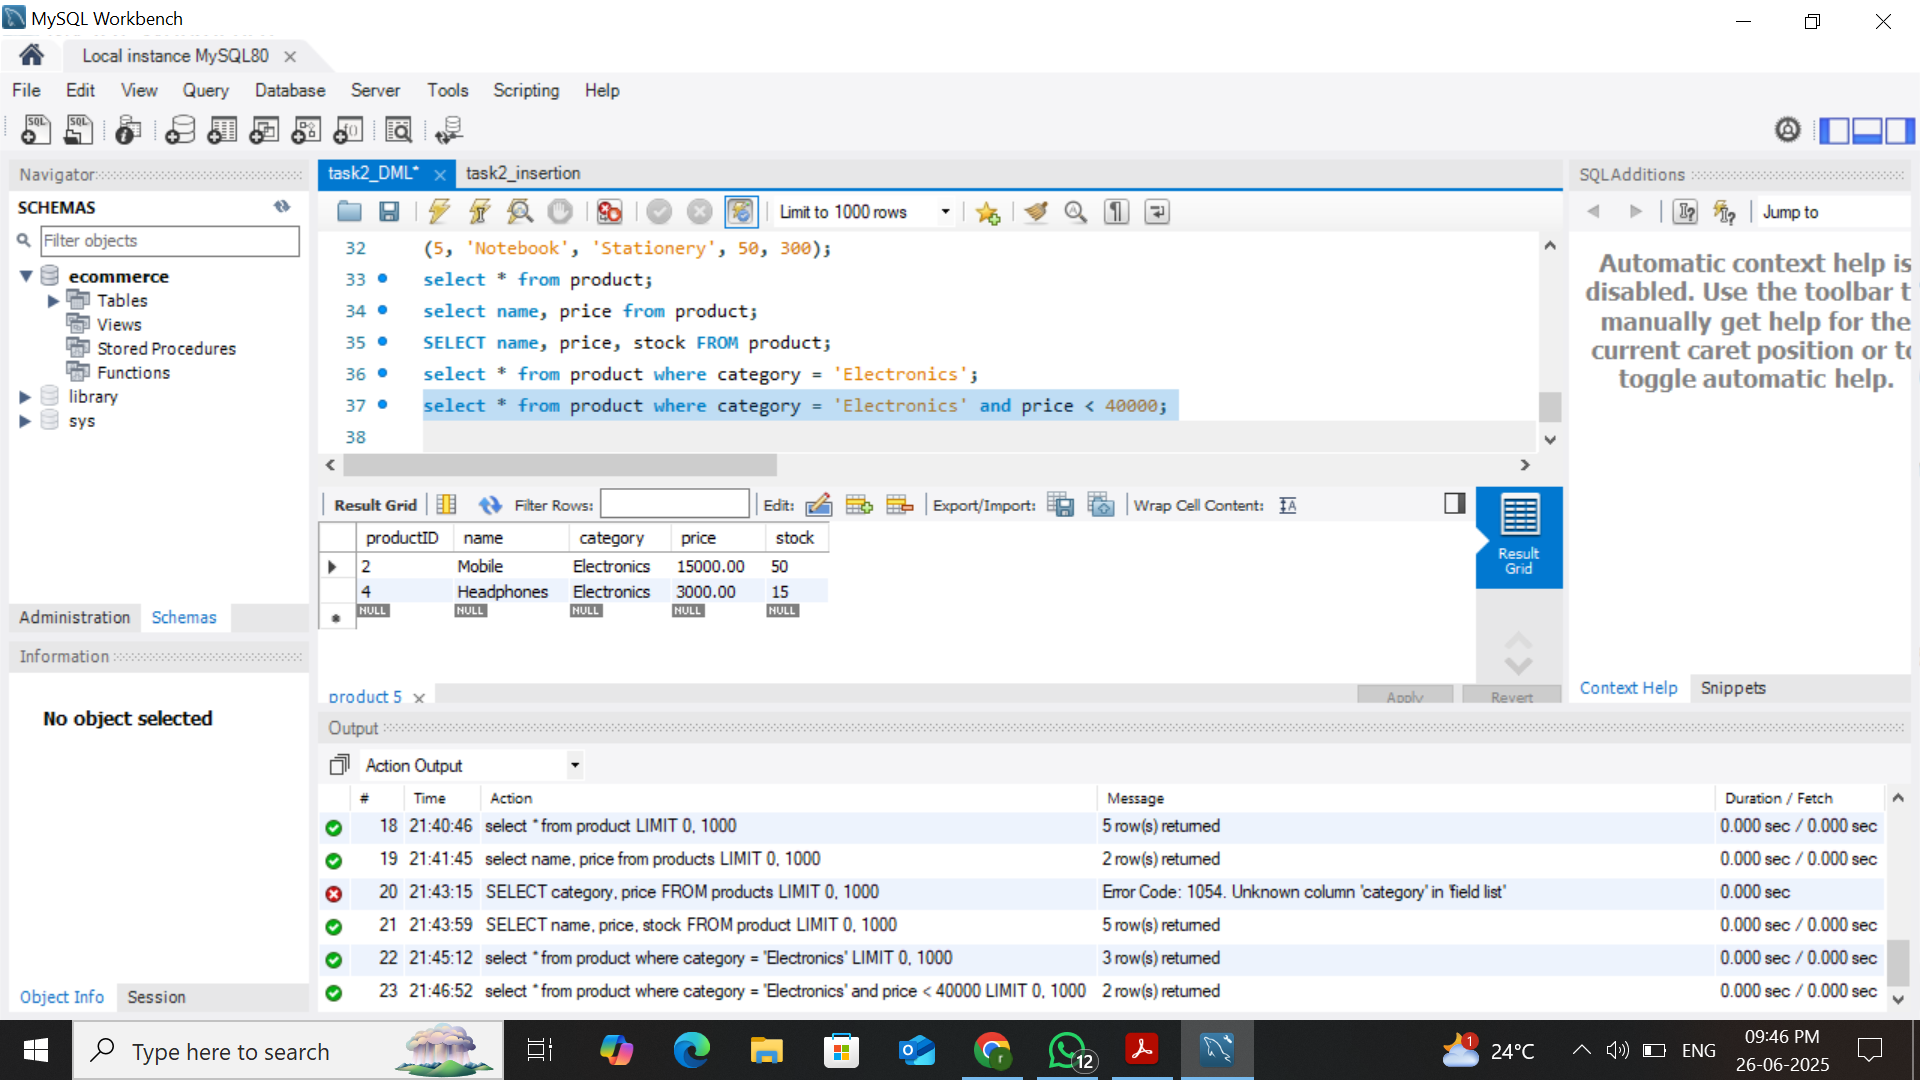 MySQL Workbench
Local instance MySQL80
File Edit View Query Database Server Tools Scripting Help
Navigator
SCHEMAS
Filter objects
ecommerce
Tables
Views
Stored Procedures
Functions
library
sys
Administration Schemas
Information
No object selected
Object Info Session
task2_DML* task2_insertion
Limit to 1000 rows
32 (5, 'Notebook', 'Stationery', 50, 300);
33 select * from product;
34 select name, price from product;
35 SELECT name, price, stock FROM product;
36 select * from product where category = 'Electronics';
37 select * from product where category = 'Electronics' and price < 40000;
38
Result Grid Filter Rows: Edit: Export/Import: Wrap Cell Content:
productID name category price stock
2 Mobile Electronics 15000.00 50
4 Headphones Electronics 3000.00 15
NULL NULL NULL NULL NULL
Result
Grid
product 5 Apply Revert
SQLAdditions
Jump to
Automatic context help is
disabled. Use the toolbar t
manually get help for the
current caret position or to
toggle automatic help.
Context Help Snippets
Output
Action Output
# Time Action Message Duration / Fetch
18 21:40:46 select * from product LIMIT 0, 1000 5 row(s) returned 0.000 sec / 0.000 sec
19 21:41:45 select name, price from products LIMIT 0, 1000 2 row(s) returned 0.000 sec / 0.000 sec
20 21:43:15 SELECT category, price FROM products LIMIT 0, 1000 Error Code: 1054. Unknown column 'category' in 'field list' 0.000 sec
21 21:43:59 SELECT name, price, stock FROM product LIMIT 0, 1000 5 row(s) returned 0.000 sec / 0.000 sec
22 21:45:12 select * from product where category = 'Electronics' LIMIT 0, 1000 3 row(s) returned 0.000 sec / 0.000 sec
23 21:46:52 select * from product where category = 'Electronics' and price < 40000 LIMIT 0, 1000 2 row(s) returned 0.000 sec / 0.000 sec
Type here to search
12
1
24°C
ENG
09:46 PM
26-06-2025